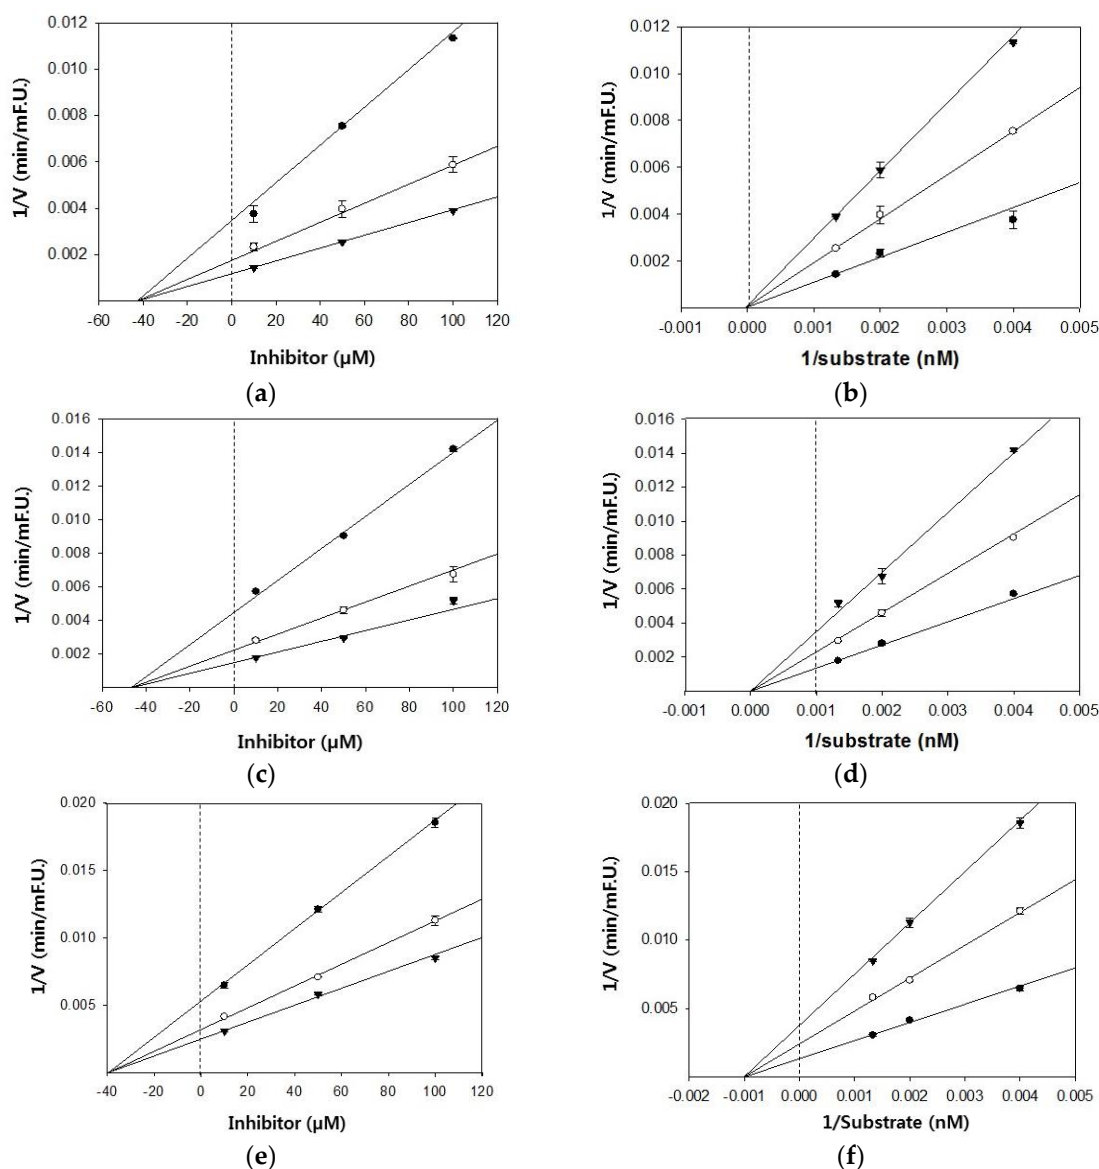 0.012
0.010
0.008
0.006
0.004
0.002
1/V (min/mF.U.)
-60 -40 -20 0 20 40 60 80 100 120
Inhibitor (µM)
(a)
0.012
0.010
0.008
0.006
0.004
0.002
1/V (min/mF.U.)
-0.001 0.000 0.001 0.002 0.003 0.004 0.005
1/substrate (nM)
(b)
0.016
0.014
0.012
0.010
0.008
0.006
0.004
0.002
1/V (min/mF.U.)
-60 -40 -20 0 20 40 60 80 100 120
Inhibitor (µM)
(c)
0.016
0.014
0.012
0.010
0.008
0.006
0.004
0.002
1/V (min/mF.U.)
-0.001 0.000 0.001 0.002 0.003 0.004 0.005
1/substrate (nM)
(d)
0.020
0.015
0.010
0.005
1/V (min/mF.U.)
-40 -20 0 20 40 60 80 100 120
Inhibitor (µM)
(e)
0.020
0.015
0.010
0.005
1/V (min/mF.U.)
-0.002 -0.001 0.000 0.001 0.002 0.003 0.004 0.005
1/Substrate (nM)
(f)